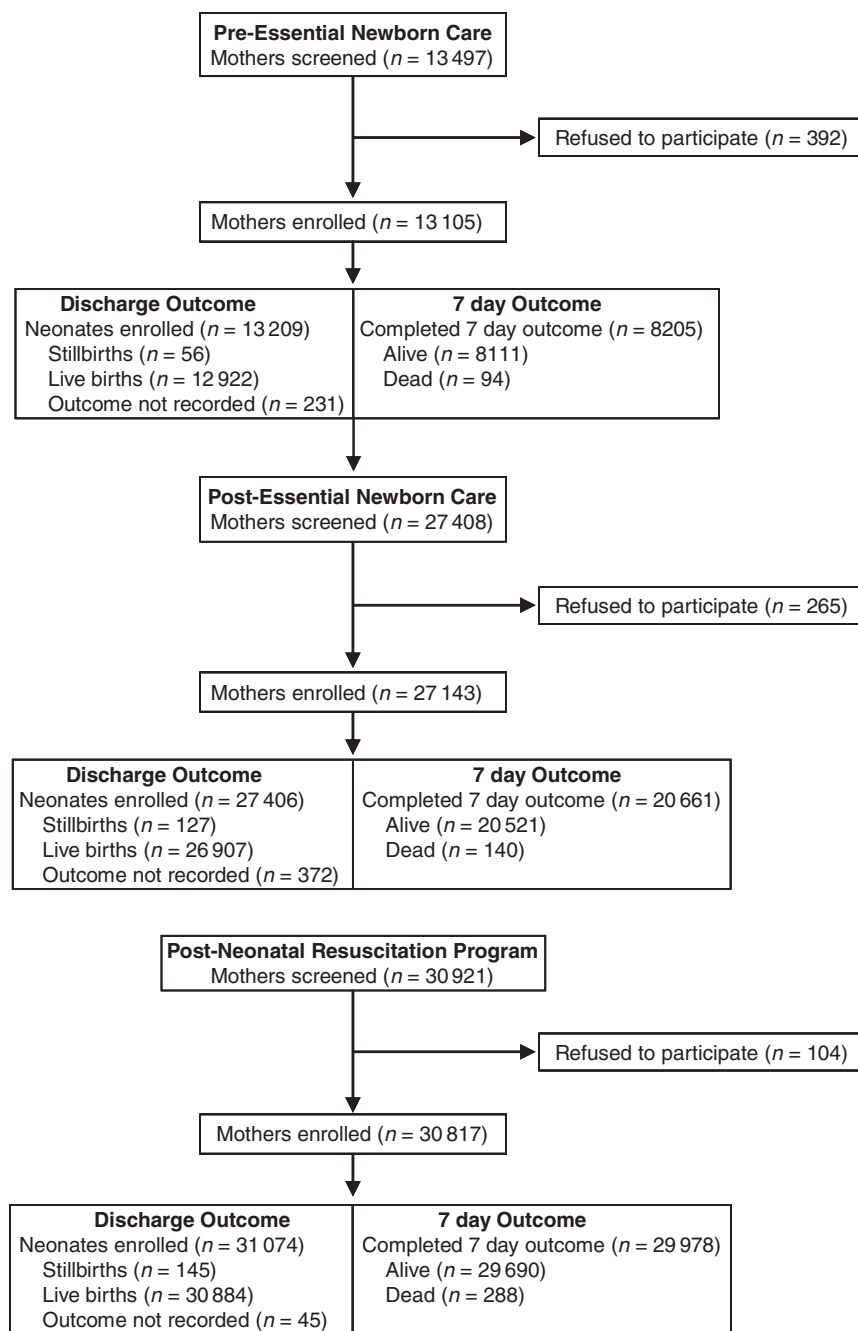 Pre-Essential Newborn Care
Mothers screened (n = 13 497)
Refused to participate (n = 392)
Mothers enrolled (n = 13 105)
Discharge Outcome
Neonates enrolled (n = 13 209)
Stillbirths (n = 56)
Live births (n = 12 922)
Outcome not recorded (n = 231)
7 day Outcome
Completed 7 day outcome (n = 8205)
Alive (n = 8111)
Dead (n = 94)
Post-Essential Newborn Care
Mothers screened (n = 27 408)
Refused to participate (n = 265)
Mothers enrolled (n = 27 143)
Discharge Outcome
Neonates enrolled (n = 27 406)
Stillbirths (n = 127)
Live births (n = 26 907)
Outcome not recorded (n = 372)
7 day Outcome
Completed 7 day outcome (n = 20 661)
Alive (n = 20 521)
Dead (n = 140)
Post-Neonatal Resuscitation Program
Mothers screened (n = 30 921)
Refused to participate (n = 104)
Mothers enrolled (n = 30 817)
Discharge Outcome
Neonates enrolled (n = 31 074)
Stillbirths (n = 145)
Live births (n = 30 884)
Outcome not recorded (n = 45)
7 day Outcome
Completed 7 day outcome (n = 29 978)
Alive (n = 29 690)
Dead (n = 288)